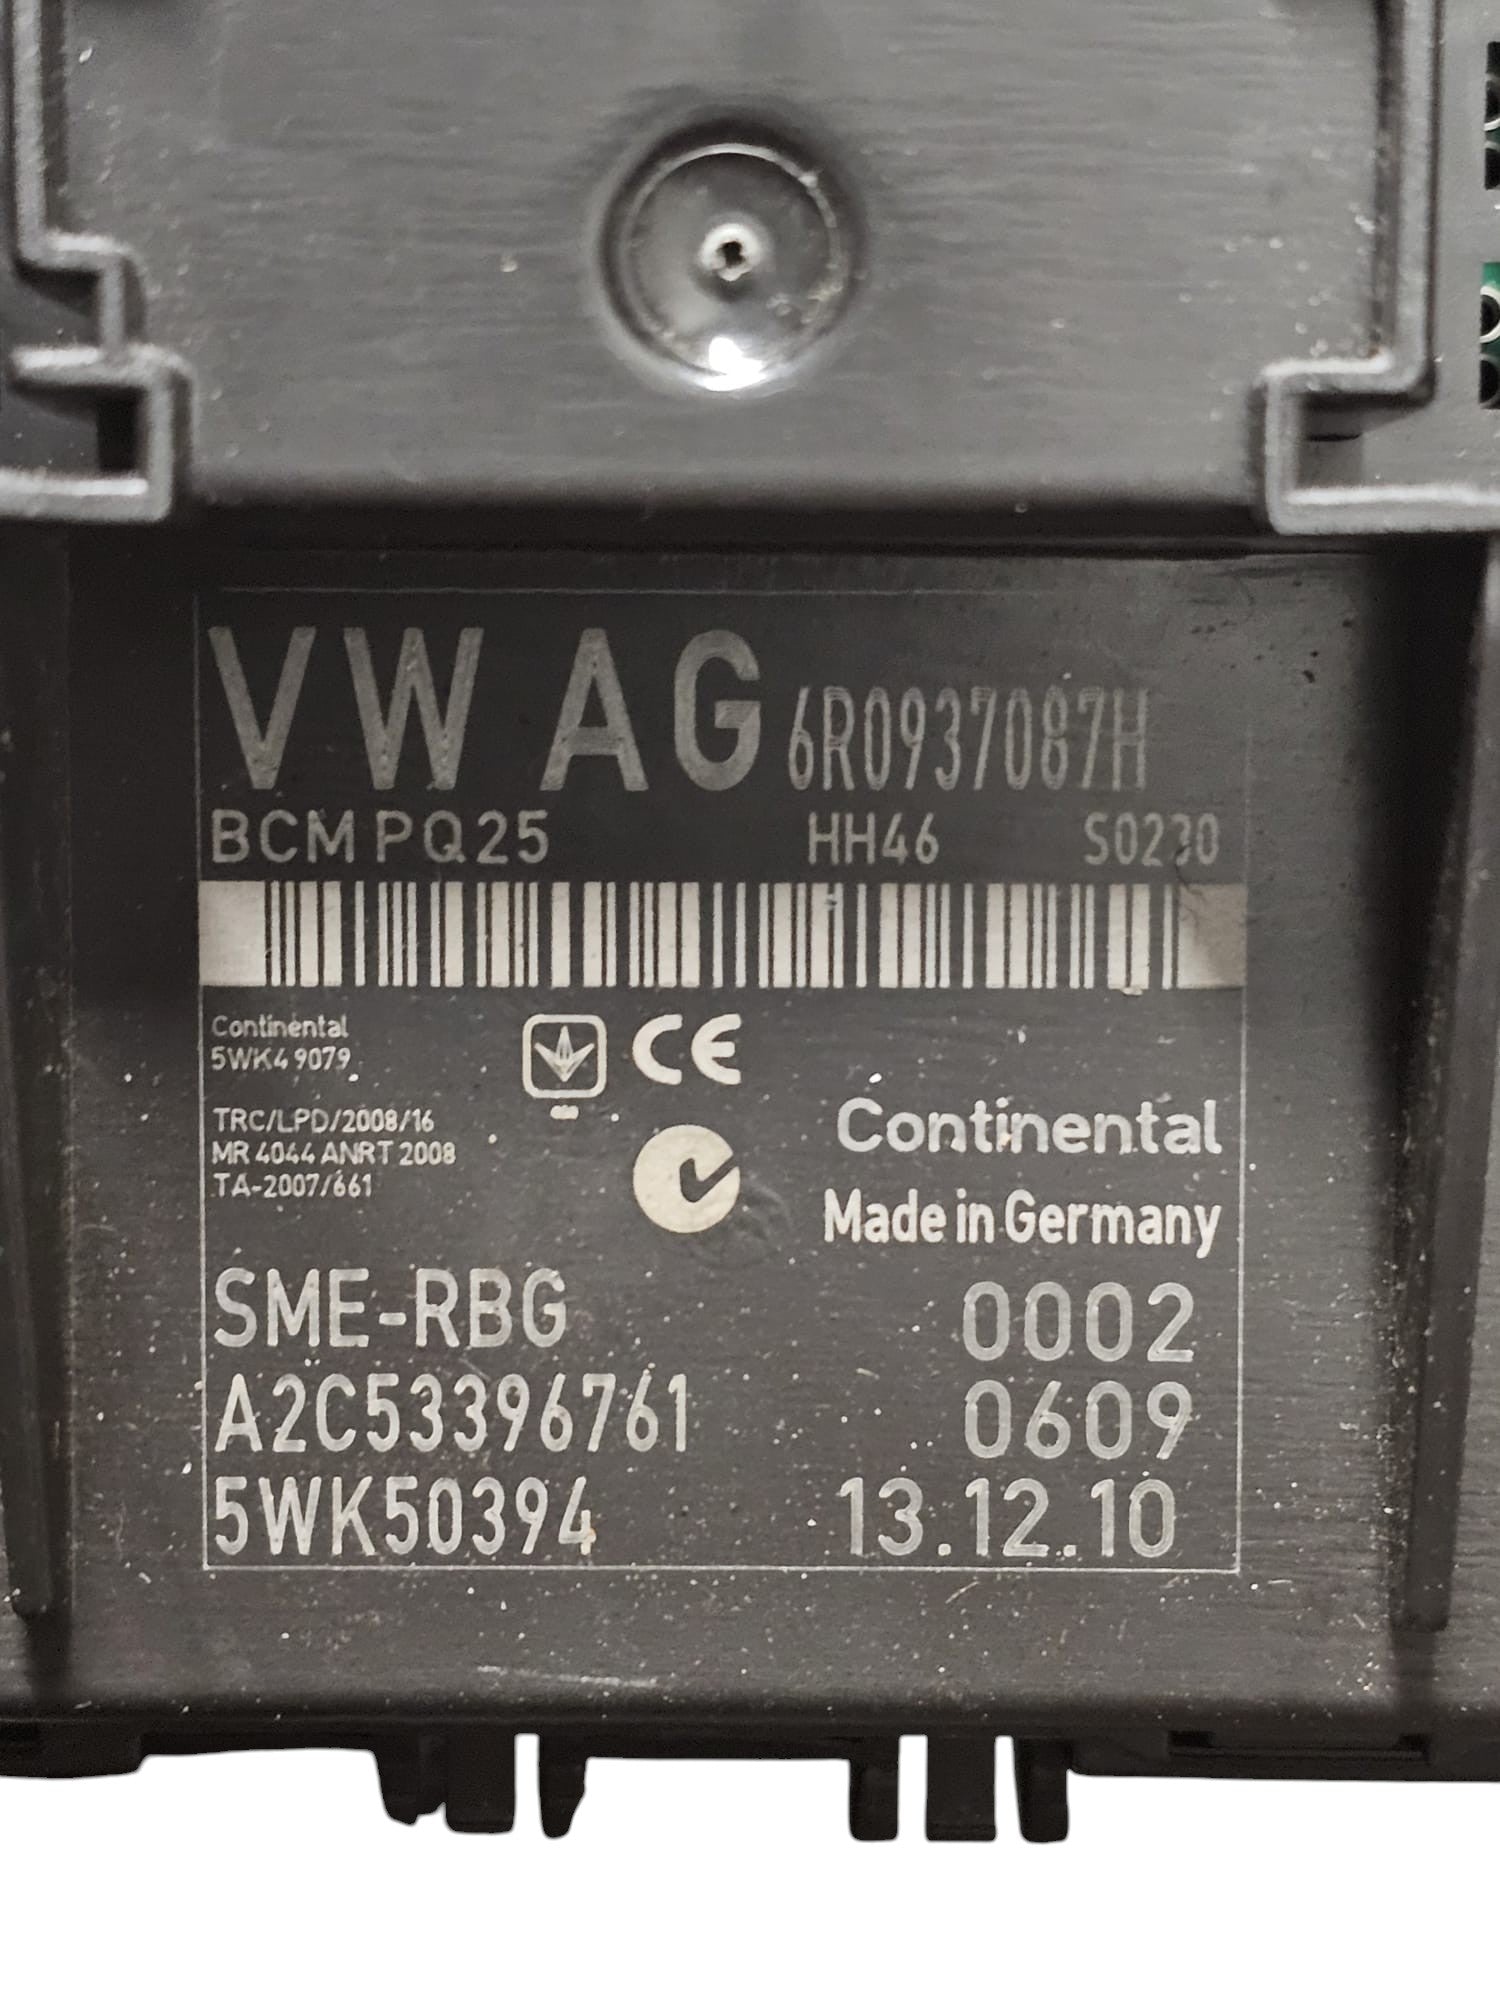 VW AG 6R0937087H
BCM PQ25 HH46 S0230
Continental
5WK4 9079
CE
TRC/LPD/2008/16
MR 4044 ANRT 2008
TA-2007/661
Continental
Made in Germany
SME-RBG 0002
A2C53396761 0609
5WK50394 13.12.10